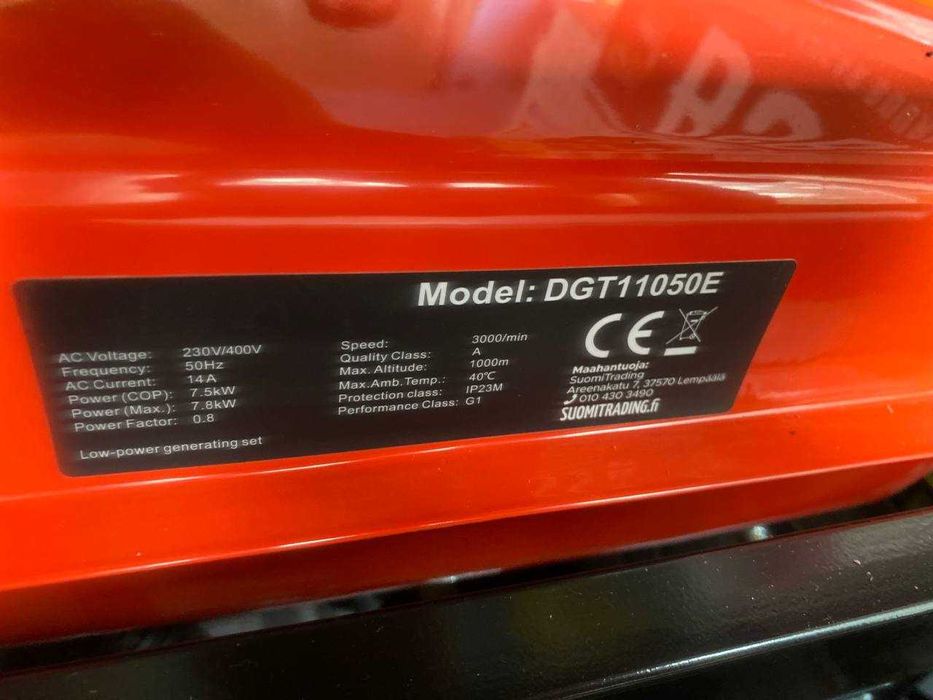 Model: DGT11050E
AC Voltage: 230V/400V
Frequency: 50Hz
AC Current: 14A
Power (COP): 7.5kW
Power (Max.): 7.8kW
Power Factor: 0.8
Low-power generating set
Speed: 3000/min
Quality Class: A
Max. Altitude: 1000m
Max.Amb.Temp.: 40℃
Protection class: IP23M
Performance Class: G1
CE
Maahantuoja:
SuomiTrading
Areenakatu 7, 37570 Lempäälä
010 430 3490
SUOMITRADING.fi